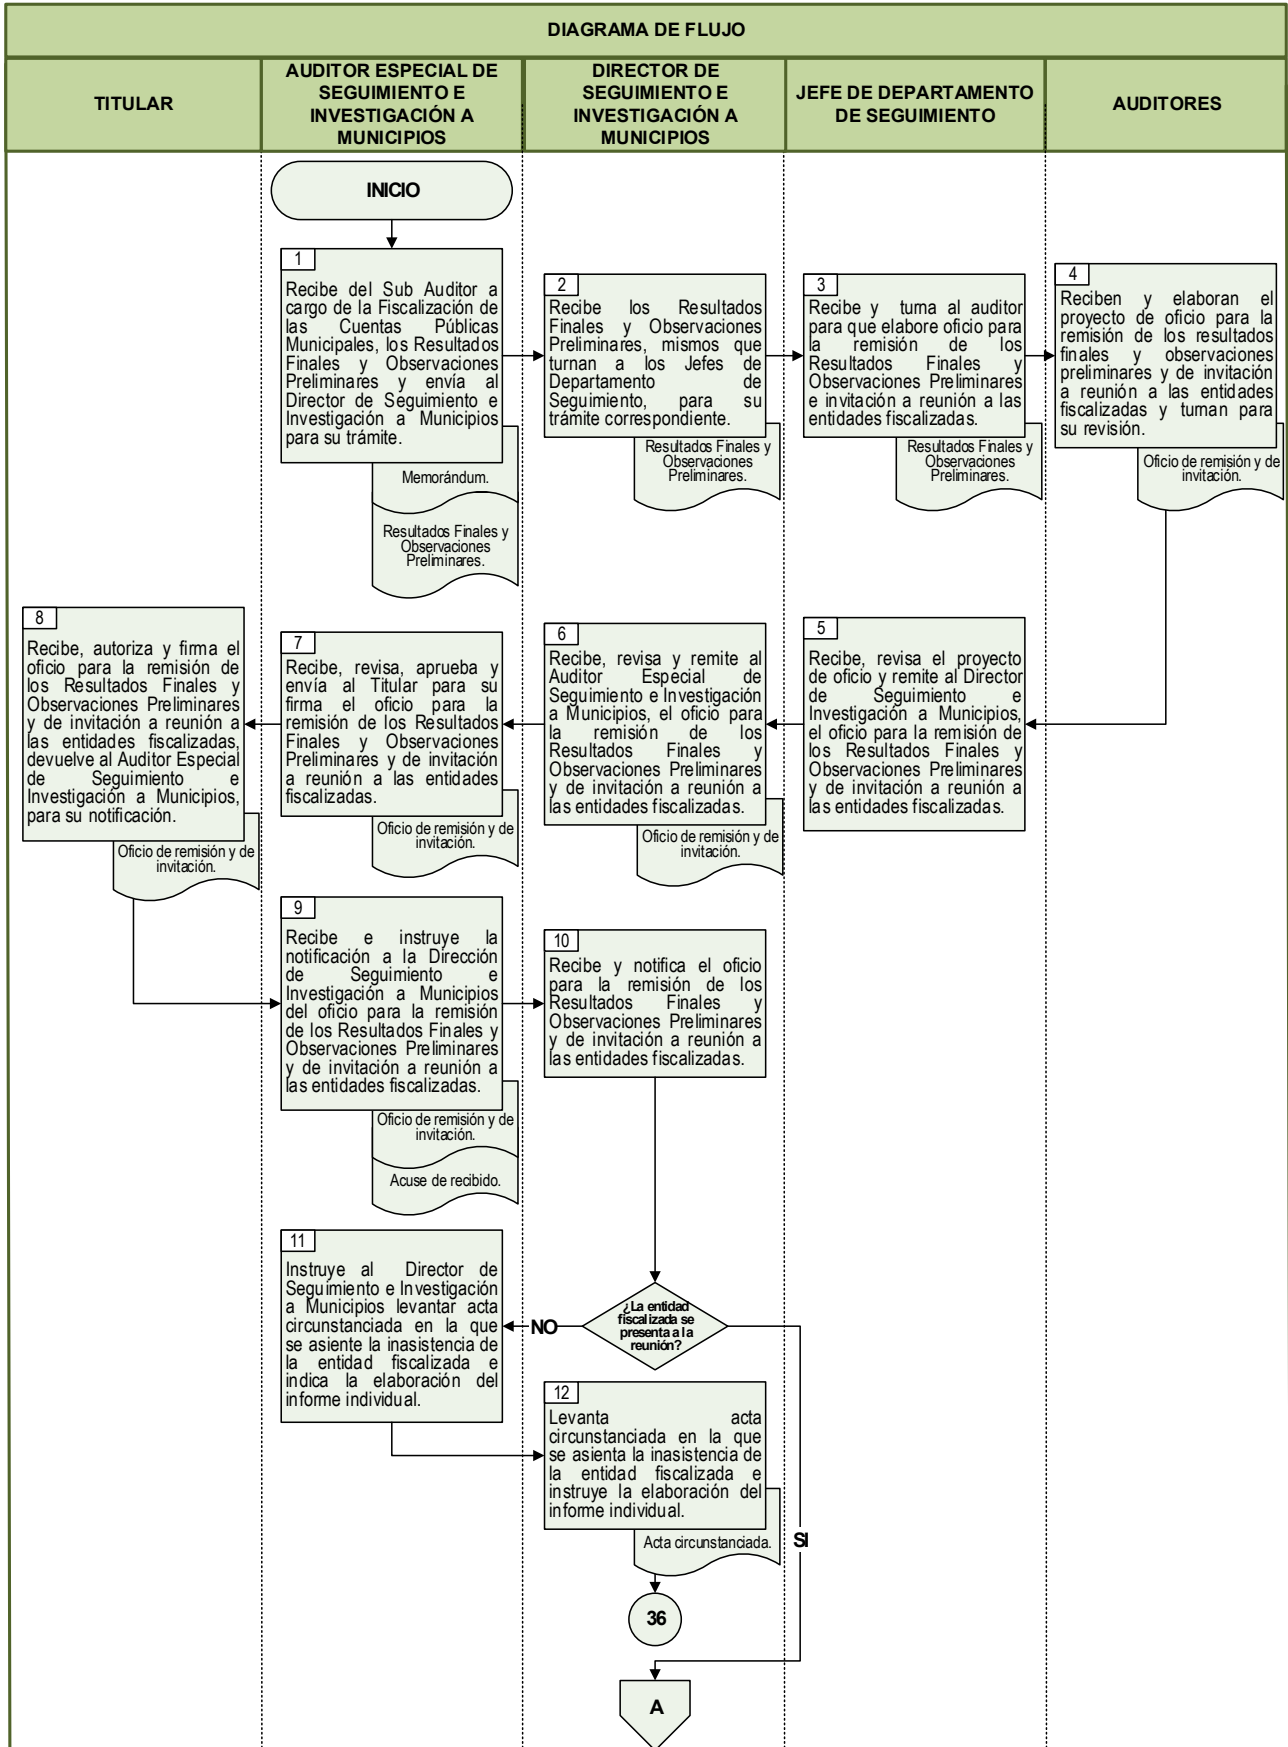 DIAGRAMA DE FLUJO
TITULAR
AUDITOR ESPECIAL DE
SEGUIMIENTO E
INVESTIGACIÓN A
MUNICIPIOS
DIRECTOR DE
SEGUIMIENTO E
INVESTIGACIÓN A
MUNICIPIOS
JEFE DE DEPARTAMENTO
DE SEGUIMIENTO
AUDITORES
INICIO
1
Recibe del Sub Auditor a
cargo de la Fiscalización de
las Cuentas Públicas
Municipales, los Resultados
Finales y Observaciones
Preliminares y envía al
Director de Seguimiento e
Investigación a Municipios
para su trámite.
Memorándum.
Resultados Finales y
Observaciones
Preliminares.
2
Recibe los Resultados
Finales y Observaciones
Preliminares, mismos que
turnan a los Jefes de
Departamento de
Seguimiento, para su
trámite correspondiente.
Resultados Finales y
Observaciones
Preliminares.
3
Recibe y turna al auditor
para que elabore oficio para
la remisión de los
Resultados Finales y
Observaciones Preliminares
e invitación a reunión a las
entidades fiscalizadas.
Resultados Finales y
Observaciones
Preliminares.
4
Reciben y elaboran el
proyecto de oficio para la
remisión de los resultados
finales y observaciones
preliminares y de invitación
a reunión a las entidades
fiscalizadas y turnan para
su revisión.
Oficio de remisión y de
invitación.
8
Recibe, autoriza y firma el
oficio para la remisión de
los Resultados Finales y
Observaciones Preliminares
y de invitación a reunión a
las entidades fiscalizadas,
devuelve al Auditor Especial
de Seguimiento e
Investigación a Municipios,
para su notificación.
Oficio de remisión y de
invitación.
7
Recibe, revisa, aprueba y
envía al Titular para su
firma el oficio para la
remisión de los Resultados
Finales y Observaciones
Preliminares y de invitación
a reunión a las entidades
fiscalizadas.
Oficio de remisión y de
invitación.
6
Recibe, revisa y remite al
Auditor Especial de
Seguimiento e Investigación
a Municipios, el oficio para
la remisión de los
Resultados Finales y
Observaciones Preliminares
y de invitación a reunión a
las entidades fiscalizadas.
Oficio de remisión y de
invitación.
5
Recibe, revisa el proyecto
de oficio y remite al Director
de Seguimiento e
Investigación a Municipios,
el oficio para la remisión de
los Resultados Finales y
Observaciones Preliminares
y de invitación a reunión a
las entidades fiscalizadas.
9
Recibe e instruye la
notificación a la Dirección
de Seguimiento e
Investigación a Municipios
del oficio para la remisión
de los Resultados Finales y
Observaciones Preliminares
y de invitación a reunión a
las entidades fiscalizadas.
Oficio de remisión y de
invitación.
Acuse de recibido.
10
Recibe y notifica el oficio
para la remisión de los
Resultados Finales y
Observaciones Preliminares
y de invitación a reunión a
las entidades fiscalizadas.
11
Instruye al Director de
Seguimiento e Investigación
a Municipios levantar acta
circunstanciada en la que
se asiente la inasistencia de
la entidad fiscalizada e
indica la elaboración del
informe individual.
NO
¿La entidad
fiscalizada se
presenta a la
reunión?
12
Levanta acta
circunstanciada en la que
se asienta la inasistencia de
la entidad fiscalizada e
instruye la elaboración del
informe individual.
Acta circunstanciada.
SI
36
A